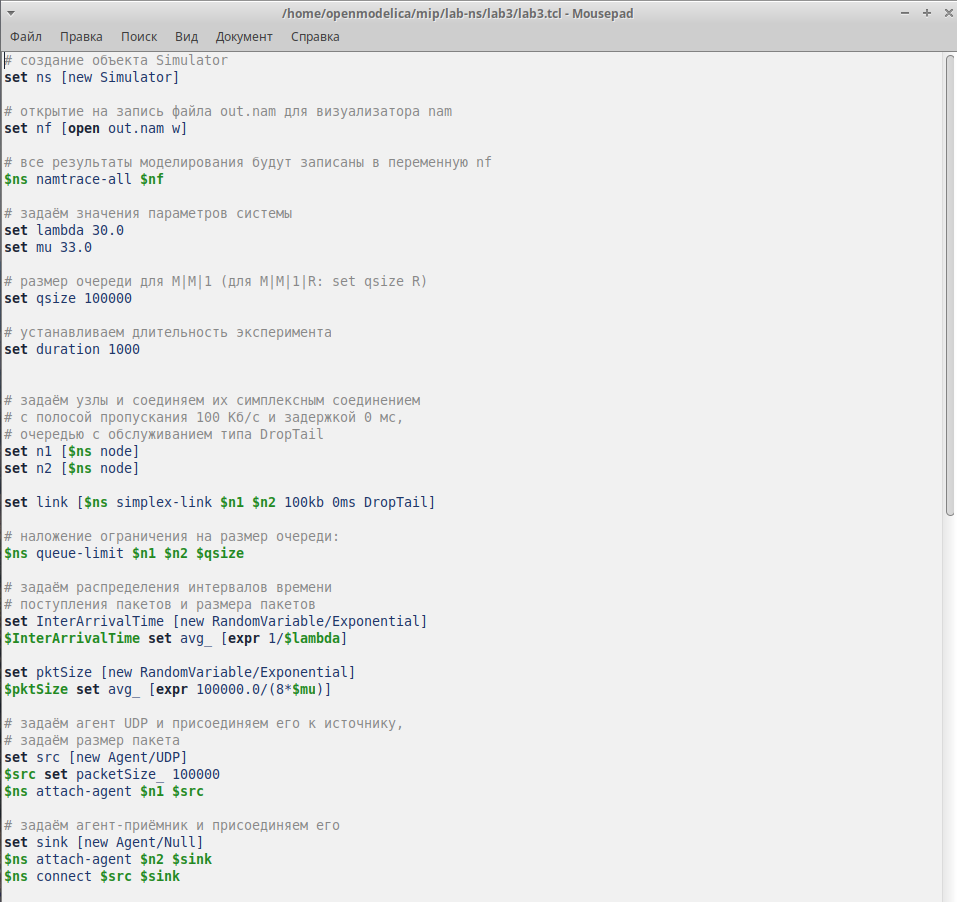 /home/openmodelica/mip/lab-ns/lab3/lab3.tcl - Mousepad
Файл Правка Поиск Вид Документ Справка
# создание объекта Simulator
set ns [new Simulator]
# открытие на запись файла out.nam для визуализатора nam
set nf [open out.nam w]
# все результаты моделирования будут записаны в переменную nf
$ns namtrace-all $nf
# задаём значения параметров системы
set lambda 30.0
set mu 33.0
# размер очереди для M|M|1 (для M|M|1|R: set qsize R)
set qsize 100000
# устанавливаем длительность эксперимента
set duration 1000
# задаём узлы и соединяем их симплексным соединением
# с полосой пропускания 100 Кб/с и задержкой 0 мс,
# очередью с обслуживанием типа DropTail
set n1 [$ns node]
set n2 [$ns node]
set link [$ns simplex-link $n1 $n2 100kb 0ms DropTail]
# наложение ограничения на размер очереди:
$ns queue-limit $n1 $n2 $qsize
# задаём распределения интервалов времени
# поступления пакетов и размера пакетов
set InterArrivalTime [new RandomVariable/Exponential]
$InterArrivalTime set avg_ [expr 1/$lambda]
set pktSize [new RandomVariable/Exponential]
$pktSize set avg_ [expr 100000.0/(8*$mu)]
# задаём агент UDP и присоединяем его к источнику,
# задаём размер пакета
set src [new Agent/UDP]
$src set packetSize_ 100000
$ns attach-agent $n1 $src
# задаём агент-приёмник и присоединяем его
set sink [new Agent/Null]
$ns attach-agent $n2 $sink
$ns connect $src $sink